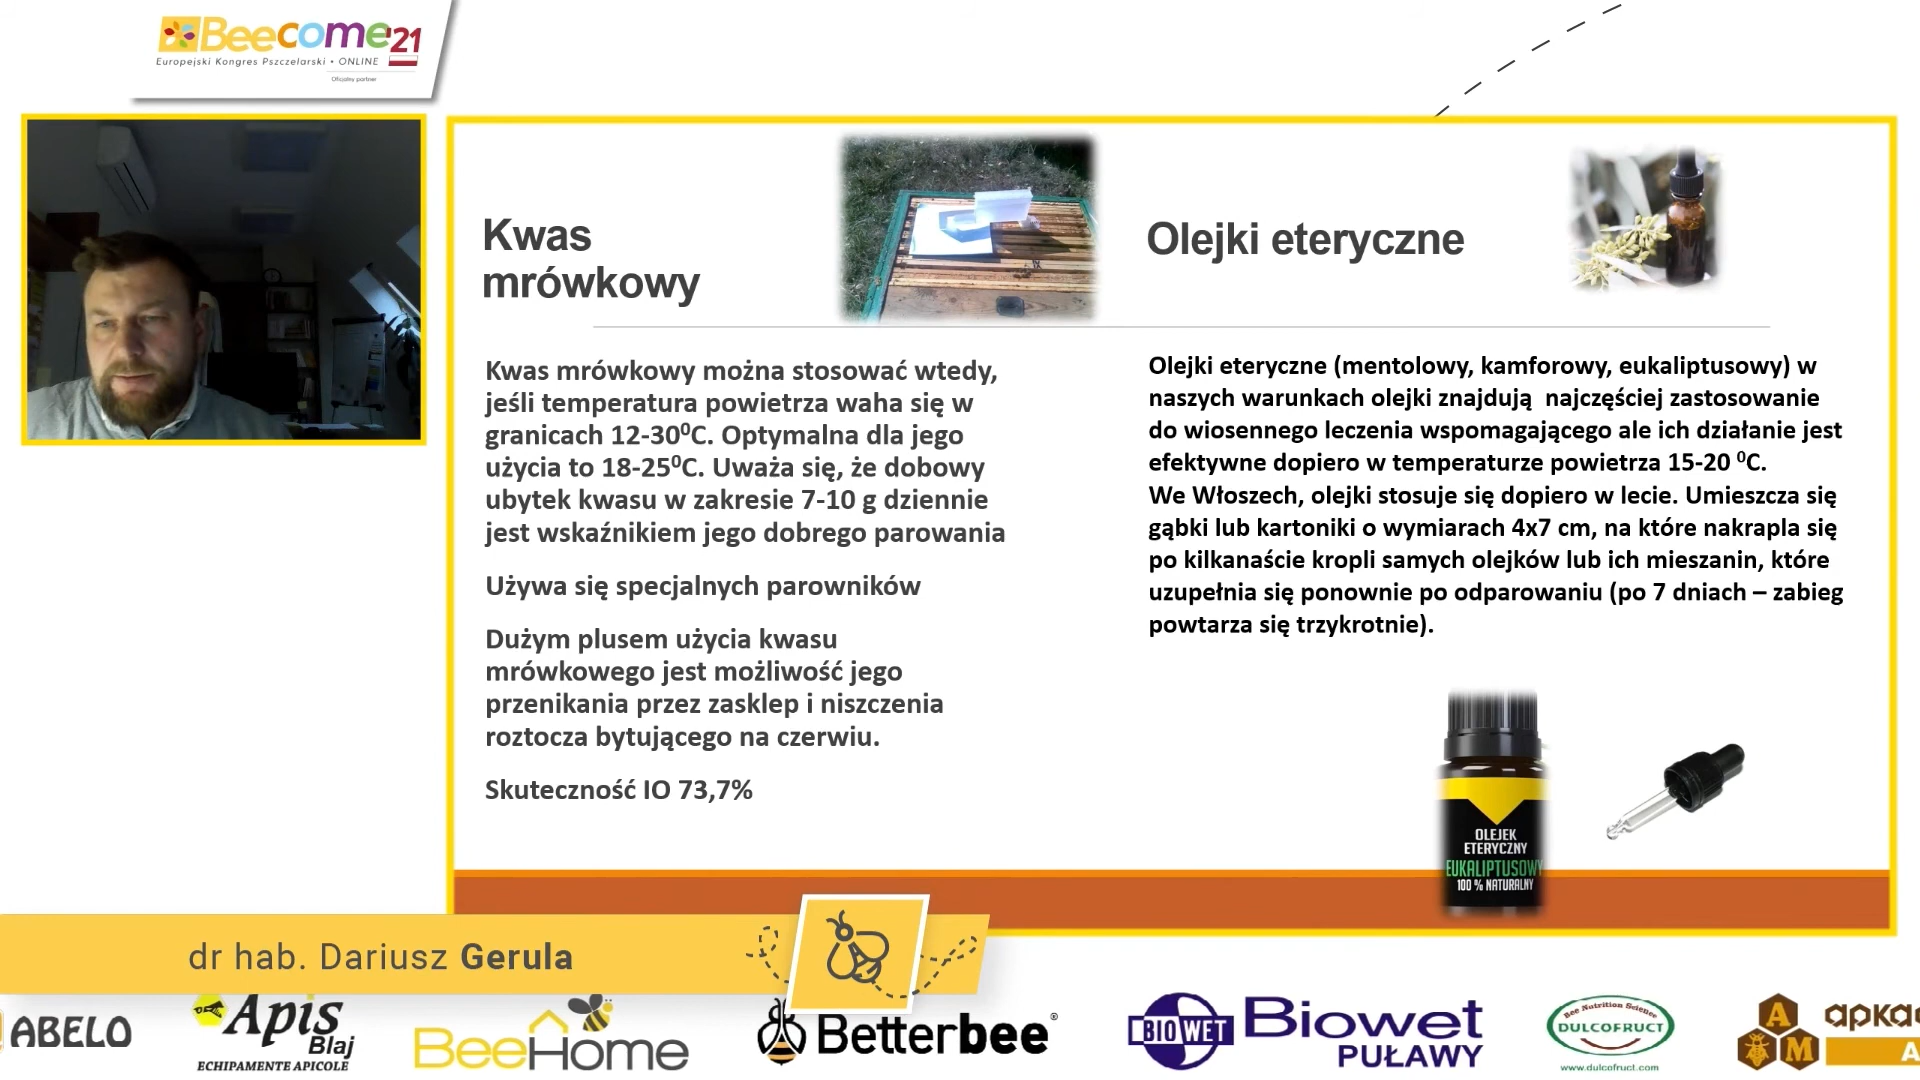 Beecome'21
Europejski Kongres Pszczelarski • ONLINE
Oficjalny partner
Kwas
mrówkowy
Kwas mrówkowy można stosować wtedy,
jeśli temperatura powietrza waha się w
granicach 12-30⁰C. Optymalna dla jego
użycia to 18-25⁰C. Uważa się, że dobowy
ubytek kwasu w zakresie 7-10 g dziennie
jest wskaźnikiem jego dobrego parowania
Używa się specjalnych parowników
Dużym plusem użycia kwasu
mrówkowego jest możliwość jego
przenikania przez zasklep i niszczenia
roztocza bytującego na czerwiu.
Skuteczność IO 73,7%
Olejki eteryczne
Olejki eteryczne (mentolowy, kamforowy, eukaliptusowy) w
naszych warunkach olejki znajdują  najczęściej zastosowanie
do wiosennego leczenia wspomagającego ale ich działanie jest
efektywne dopiero w temperaturze powietrza 15-20 ⁰C.
We Włoszech, olejki stosuje się dopiero w lecie. Umieszcza się
gąbki lub kartoniki o wymiarach 4x7 cm, na które nakrapla się
po kilkanaście kropli samych olejków lub ich mieszanin, które
uzupełnia się ponownie po odparowaniu (po 7 dniach – zabieg
powtarza się trzykrotnie).
OLEJEK
ETERYCZNY
EUKALIPTUSOWY
100 % NATURALNY
dr hab. Dariusz Gerula
ABELO
Apis
Blaj
ECHIPAMENTE APICOLE
BeeHome
Betterbee®
BIOWET
Biowet
PUŁAWY
Bee Nutrition Science
DULCOFRUCT
www.dulcofruct.com
A
M